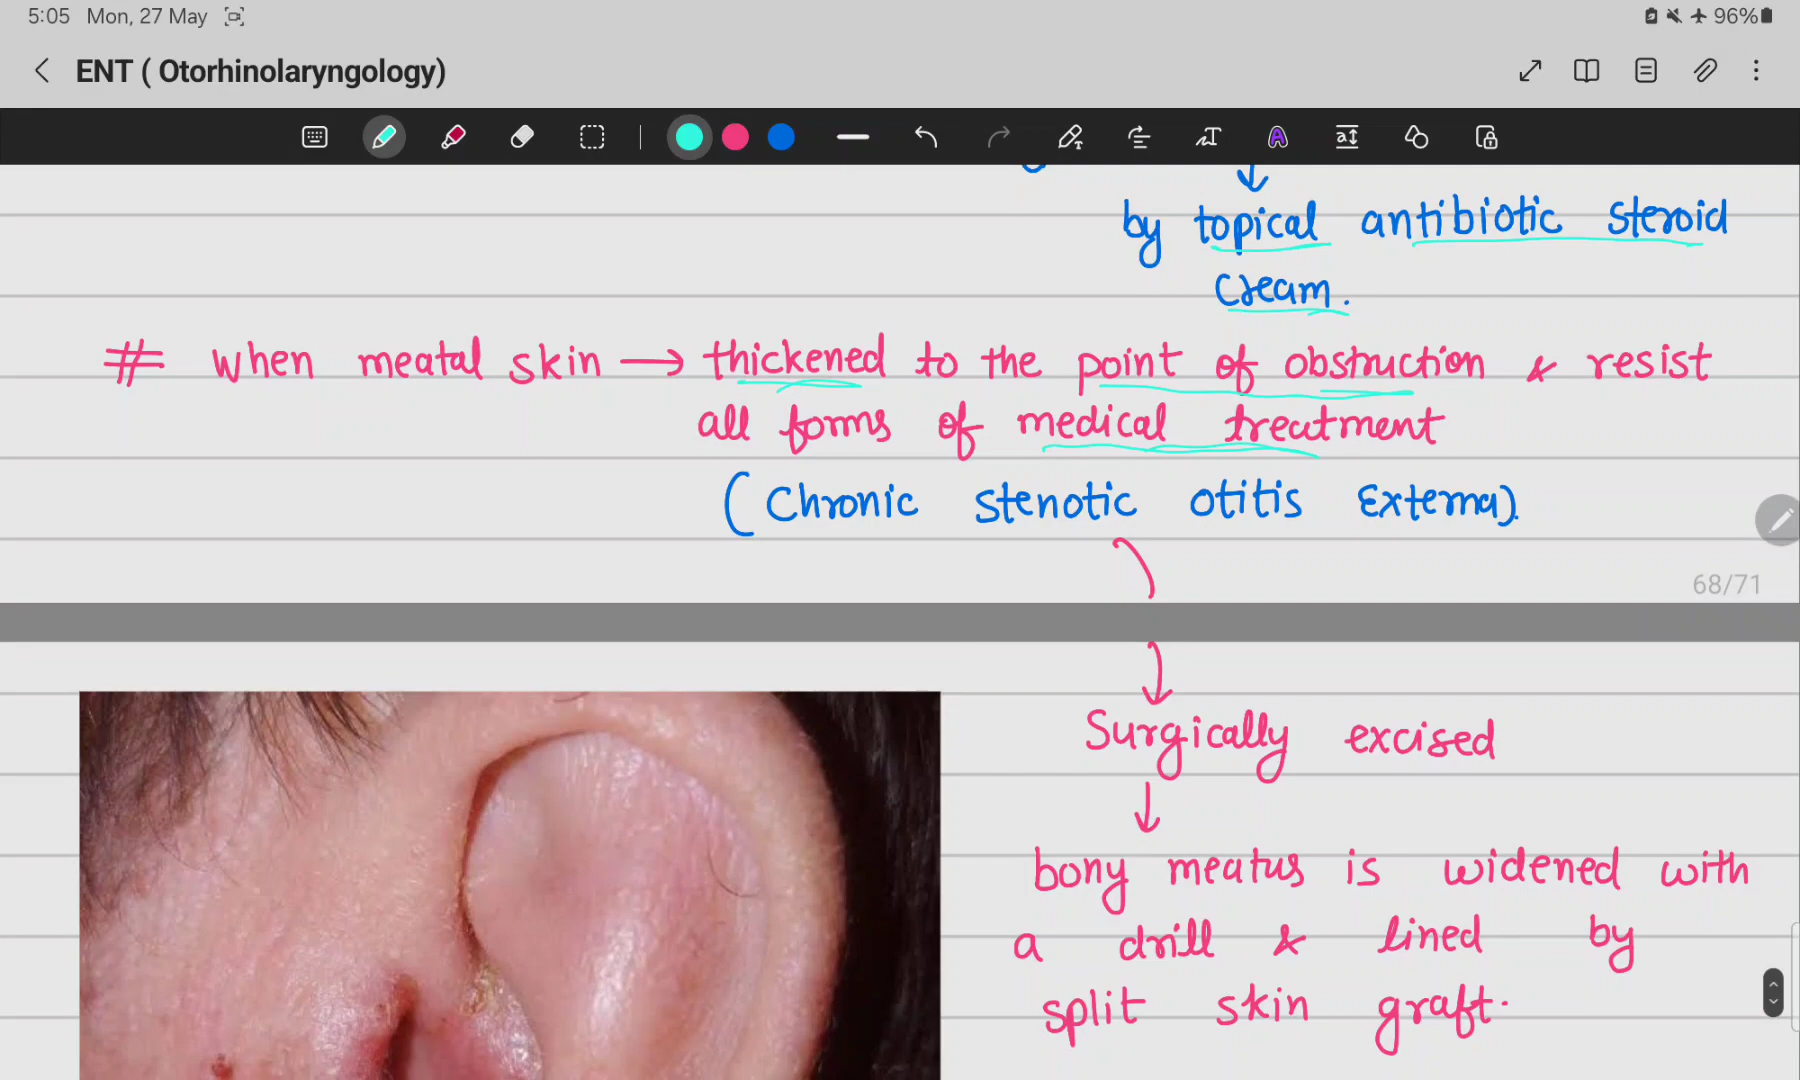 5:05 Mon, 27 May
96%
ENT ( Otorhinolaryngology)
by topical antibiotic steroid
cream.
# when meatal skin → thickened to the point of obstruction & resist
all forms of medical treatment
(Chronic stenotic otitis externa).
68/71
↓
Surgically excised
↓
bony meatus is widened with
a drill & lined by
split skin graft.